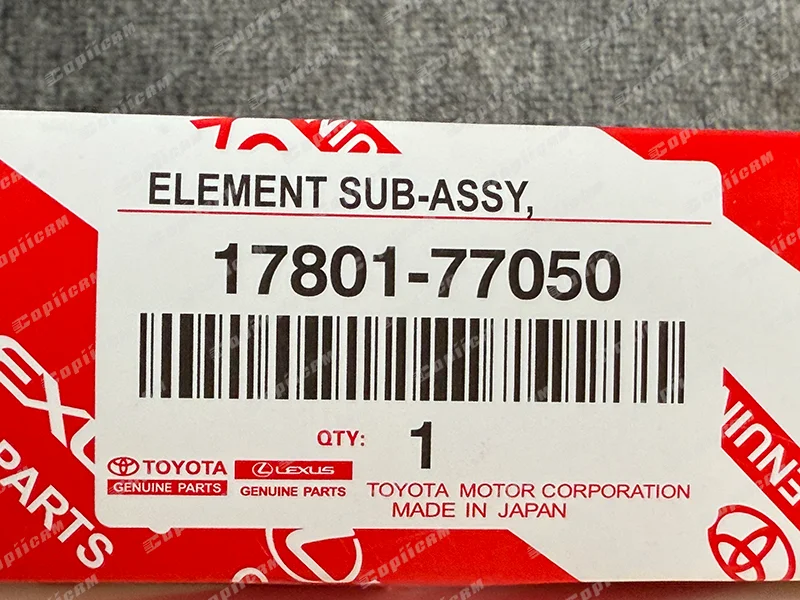 ELEMENT SUB-ASSY,
17801-77050
QTY: 1
TOYOTA
GENUINE PARTS
LEXUS
GENUINE PARTS
TOYOTA MOTOR CORPORATION
MADE IN JAPAN
PARTS
Copiicam